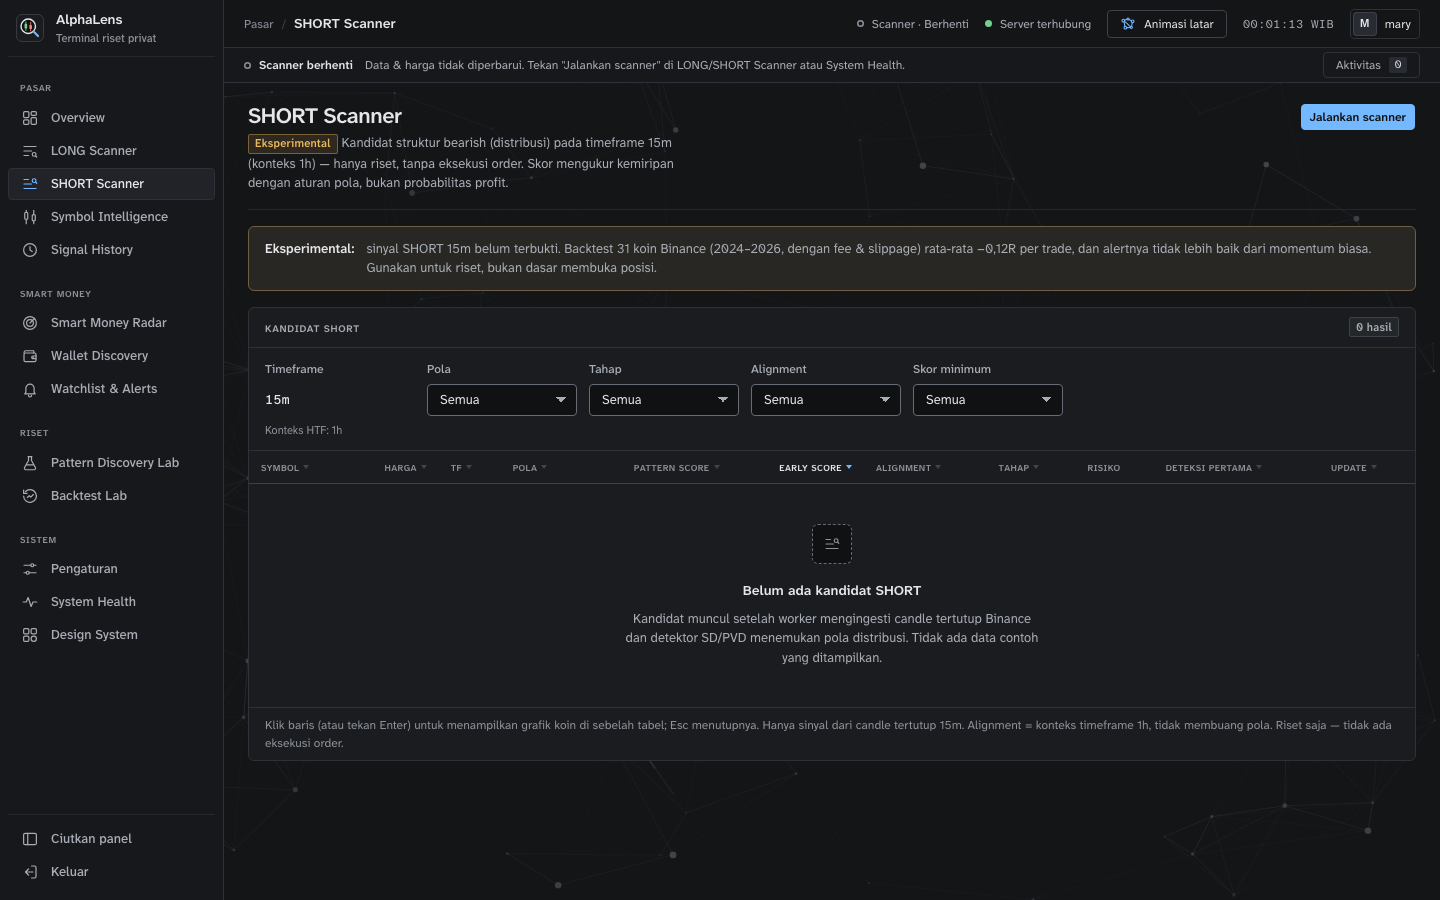 AlphaLens
Terminal riset privat
PASAR
Overview
LONG Scanner
SHORT Scanner
Symbol Intelligence
Signal History
SMART MONEY
Smart Money Radar
Wallet Discovery
Watchlist & Alerts
RISET
Pattern Discovery Lab
Backtest Lab
SISTEM
Pengaturan
System Health
Design System
Ciutkan panel
Keluar
Pasar / SHORT Scanner
Scanner · Berhenti
Server terhubung
Animasi latar
00:01:13 WIB
M mary
Scanner berhenti Data & harga tidak diperbarui. Tekan "Jalankan scanner" di LONG/SHORT Scanner atau System Health.
Aktivitas 0
SHORT Scanner
Jalankan scanner
Eksperimental Kandidat struktur bearish (distribusi) pada timeframe 15m
(konteks 1h) — hanya riset, tanpa eksekusi order. Skor mengukur kemiripan
dengan aturan pola, bukan probabilitas profit.
Eksperimental: sinyal SHORT 15m belum terbukti. Backtest 31 koin Binance (2024–2026, dengan fee & slippage) rata-rata −0,12R per trade, dan alertnya tidak lebih baik dari momentum biasa.
Gunakan untuk riset, bukan dasar membuka posisi.
KANDIDAT SHORT
0 hasil
Timeframe Pola Tahap Alignment Skor minimum
15m Semua Semua Semua Semua
Konteks HTF: 1h
SYMBOL HARGA TF POLA PATTERN SCORE EARLY SCORE ALIGNMENT TAHAP RISIKO DETEKSI PERTAMA UPDATE
Belum ada kandidat SHORT
Kandidat muncul setelah worker mengingesti candle tertutup Binance
dan detektor SD/PVD menemukan pola distribusi. Tidak ada data contoh
yang ditampilkan.
Klik baris (atau tekan Enter) untuk menampilkan grafik koin di sebelah tabel; Esc menutupnya. Hanya sinyal dari candle tertutup 15m. Alignment = konteks timeframe 1h, tidak membuang pola. Riset saja — tidak ada
eksekusi order.